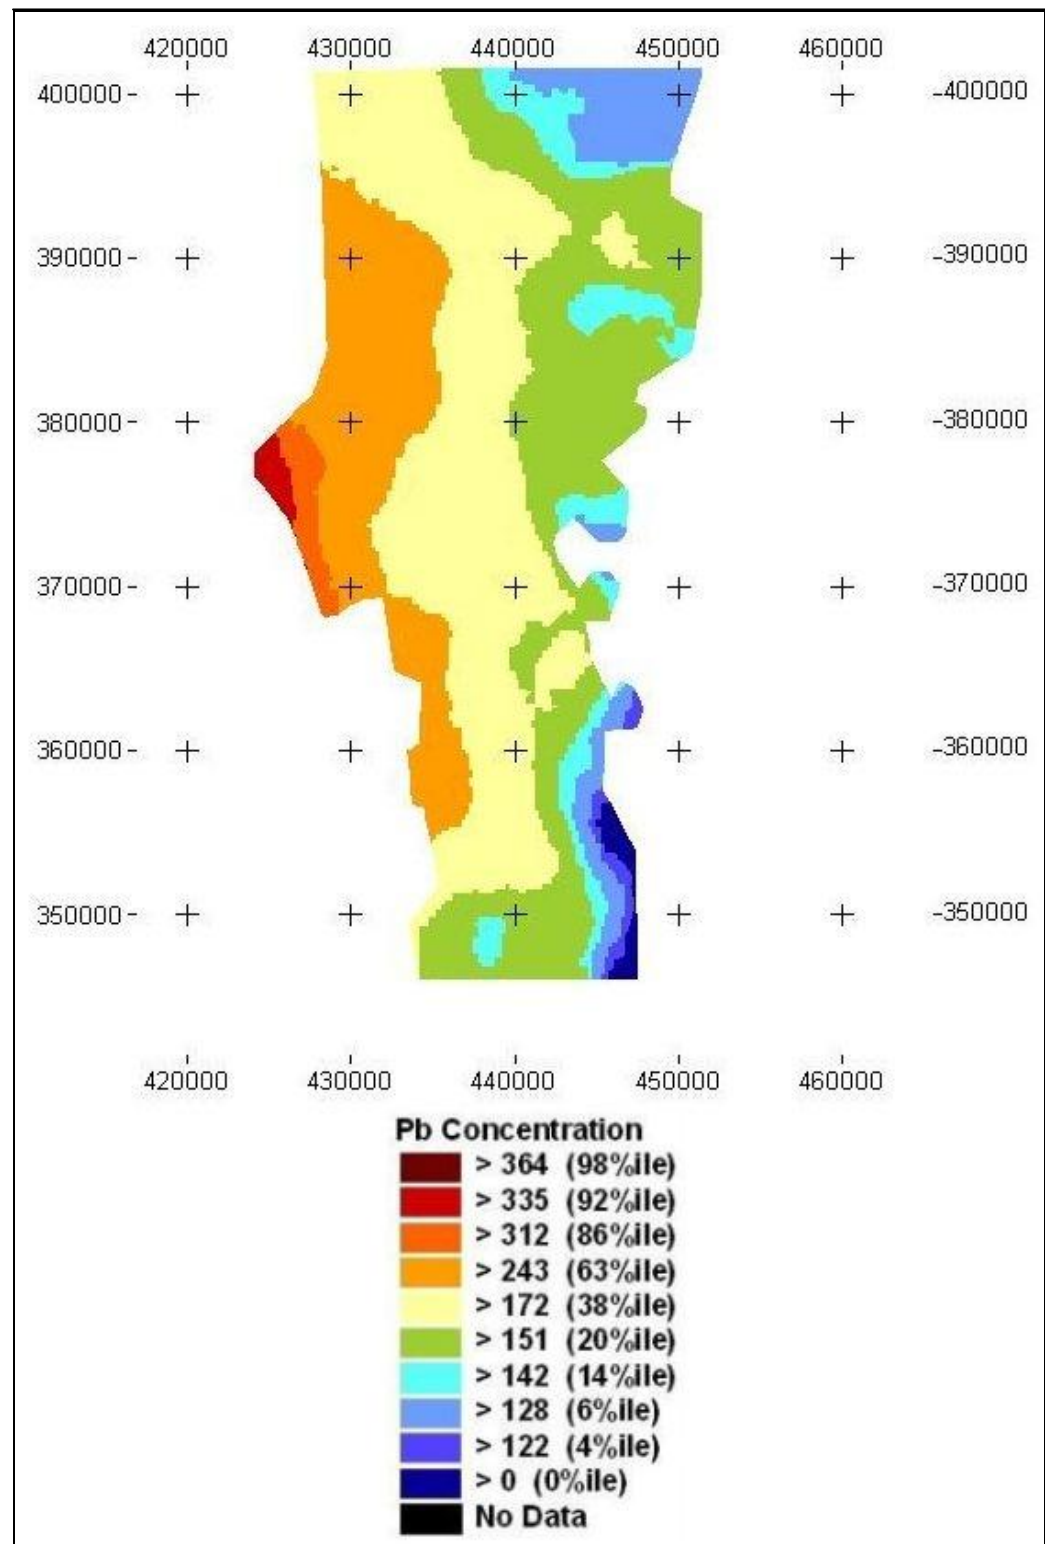 420000 430000 440000 450000 460000
400000 -400000
390000 -390000
380000 -380000
370000 -370000
360000 -360000
350000 -350000
420000 430000 440000 450000 460000
Pb Concentration
> 364 (98%ile)
> 335 (92%ile)
> 312 (86%ile)
> 243 (63%ile)
> 172 (38%ile)
> 151 (20%ile)
> 142 (14%ile)
> 128 (6%ile)
> 122 (4%ile)
> 0 (0%ile)
No Data